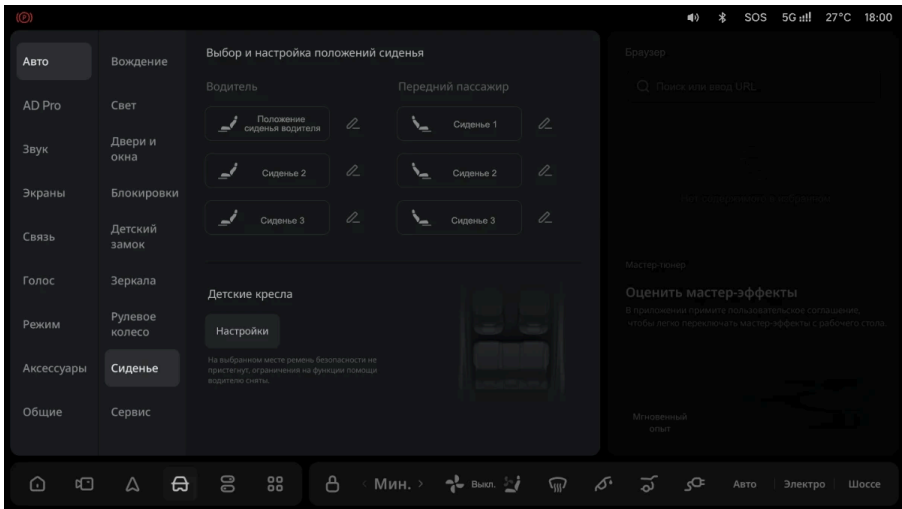 SOS 5G 27°C 18:00
Авто
AD Pro
Звук
Экраны
Связь
Голос
Режим
Аксессуары
Общие
Вождение
Свет
Двери и
окна
Блокировки
Детский
замок
Зеркала
Рулевое
колесо
Сиденье
Сервис
Выбор и настройка положений сиденья
Водитель
Положение
сиденья водителя
Сиденье 2
Сиденье 3
Передний пассажир
Сиденье 1
Сиденье 2
Сиденье 3
Детские кресла
Настройки
На выбранном месте ремень безопасности не
пристегнут, ограничения на функции помощи
водителю сняты.
Браузер
Поиск или ввод URL
Мастер-тюнер
Оценить мастер-эффекты
В приложении примите пользовательское соглашение,
чтобы легко переключать мастер-эффекты с рабочего стола.
Мгновенный
опыт
< Мин. >
Выкл.
Авто
Электро
Шоссе